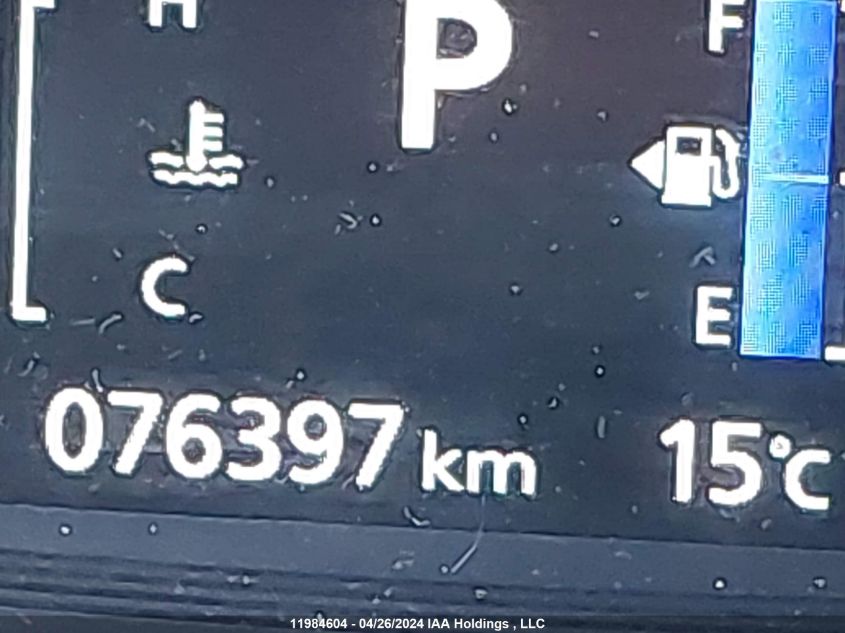 H P F
C E
076397 km 15°C
11984604 - 04/26/2024 IAA Holdings , LLC